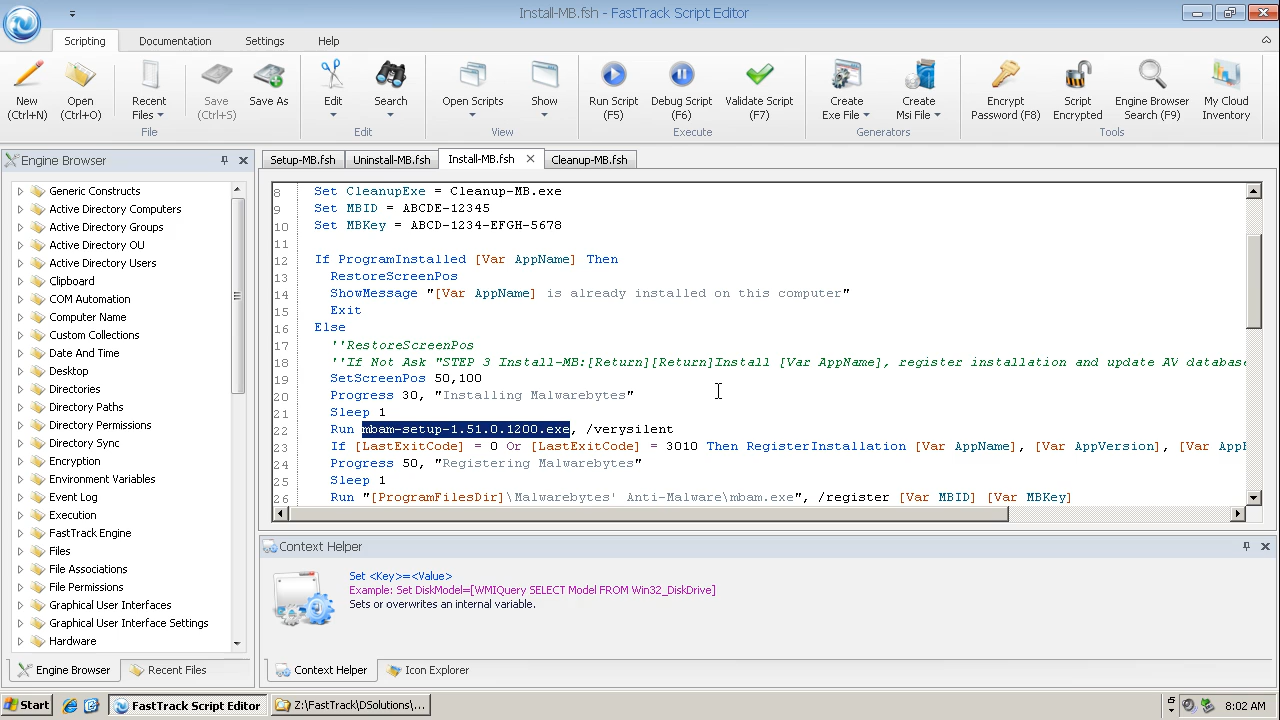 Install-MB.fsh - FastTrack Script Editor
Scripting Documentation Settings Help
New (Ctrl+N)
Open (Ctrl+O)
Recent Files
Save (Ctrl+S)
Save As
Edit
Search
Open Scripts
Show
Run Script (F5)
Debug Script (F6)
Validate Script (F7)
Create Exe File
Create Msi File
Encrypt Password (F8)
Script Encrypted
Engine Browser Search (F9)
My Cloud Inventory
File Edit View Execute Generators Tools
Engine Browser
Generic Constructs
Active Directory Computers
Active Directory Groups
Active Directory OU
Active Directory Users
Clipboard
COM Automation
Computer Name
Custom Collections
Date And Time
Desktop
Directories
Directory Paths
Directory Permissions
Directory Sync
Encryption
Environment Variables
Event Log
Execution
FastTrack Engine
Files
File Associations
File Permissions
Graphical User Interfaces
Graphical User Interface Settings
Hardware
Engine Browser Recent Files
Setup-MB.fsh Uninstall-MB.fsh Install-MB.fsh Cleanup-MB.fsh
8 Set CleanupExe = Cleanup-MB.exe
9 Set MBID = ABCDE-12345
10 Set MBKey = ABCD-1234-EFGH-5678
11
12 If ProgramInstalled [Var AppName] Then
13 RestoreScreenPos
14 ShowMessage "[Var AppName] is already installed on this computer"
15 Exit
16 Else
17 ''RestoreScreenPos
18 ''If Not Ask "STEP 3 Install-MB:[Return][Return]Install [Var AppName], register installation and update AV databas
19 SetScreenPos 50,100
20 Progress 30, "Installing Malwarebytes"
21 Sleep 1
22 Run mbam-setup-1.51.0.1200.exe, /verysilent
23 If [LastExitCode] = 0 Or [LastExitCode] = 3010 Then RegisterInstallation [Var AppName], [Var AppVersion], [Var App
24 Progress 50, "Registering Malwarebytes"
25 Sleep 1
26 Run "[ProgramFilesDir]\Malwarebytes' Anti-Malware\mbam.exe", /register [Var MBID] [Var MBKey]
Context Helper
Set <Key>=<Value>
Example: Set DiskModel=[WMIQuery SELECT Model FROM Win32_DiskDrive]
Sets or overwrites an internal variable.
Context Helper Icon Explorer
Start FastTrack Script Editor Z:\FastTrack\DSolutions\... 8:02 AM